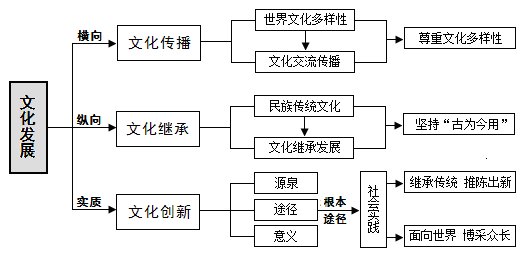 文化发展
横向
文化传播
世界文化多样性
文化交流传播
尊重文化多样性
纵向
文化继承
民族传统文化
文化继承发展
坚持“古为今用”
实质
文化创新
源泉
途径
意义
根本
途径
社会实践
继承传统 推陈出新
面向世界 博采众长